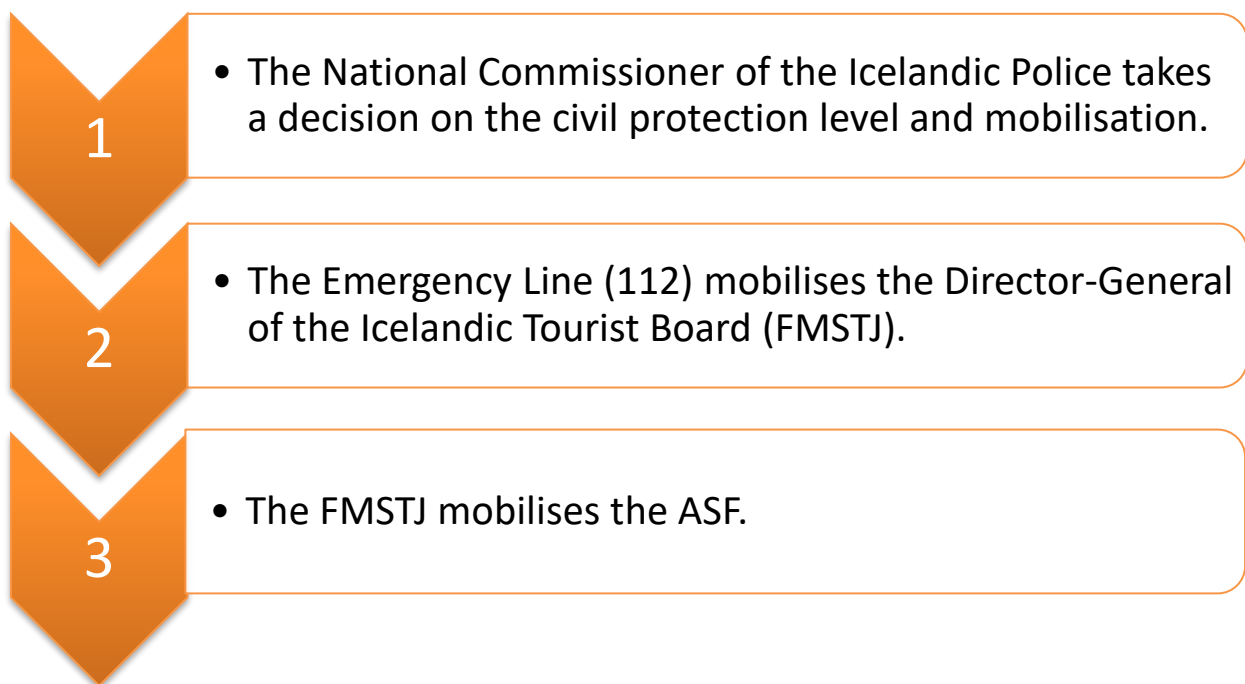 1
• The National Commissioner of the Icelandic Police takes
a decision on the civil protection level and mobilisation.
2
• The Emergency Line (112) mobilises the Director-General
of the Icelandic Tourist Board (FMSTJ).
3
• The FMSTJ mobilises the ASF.